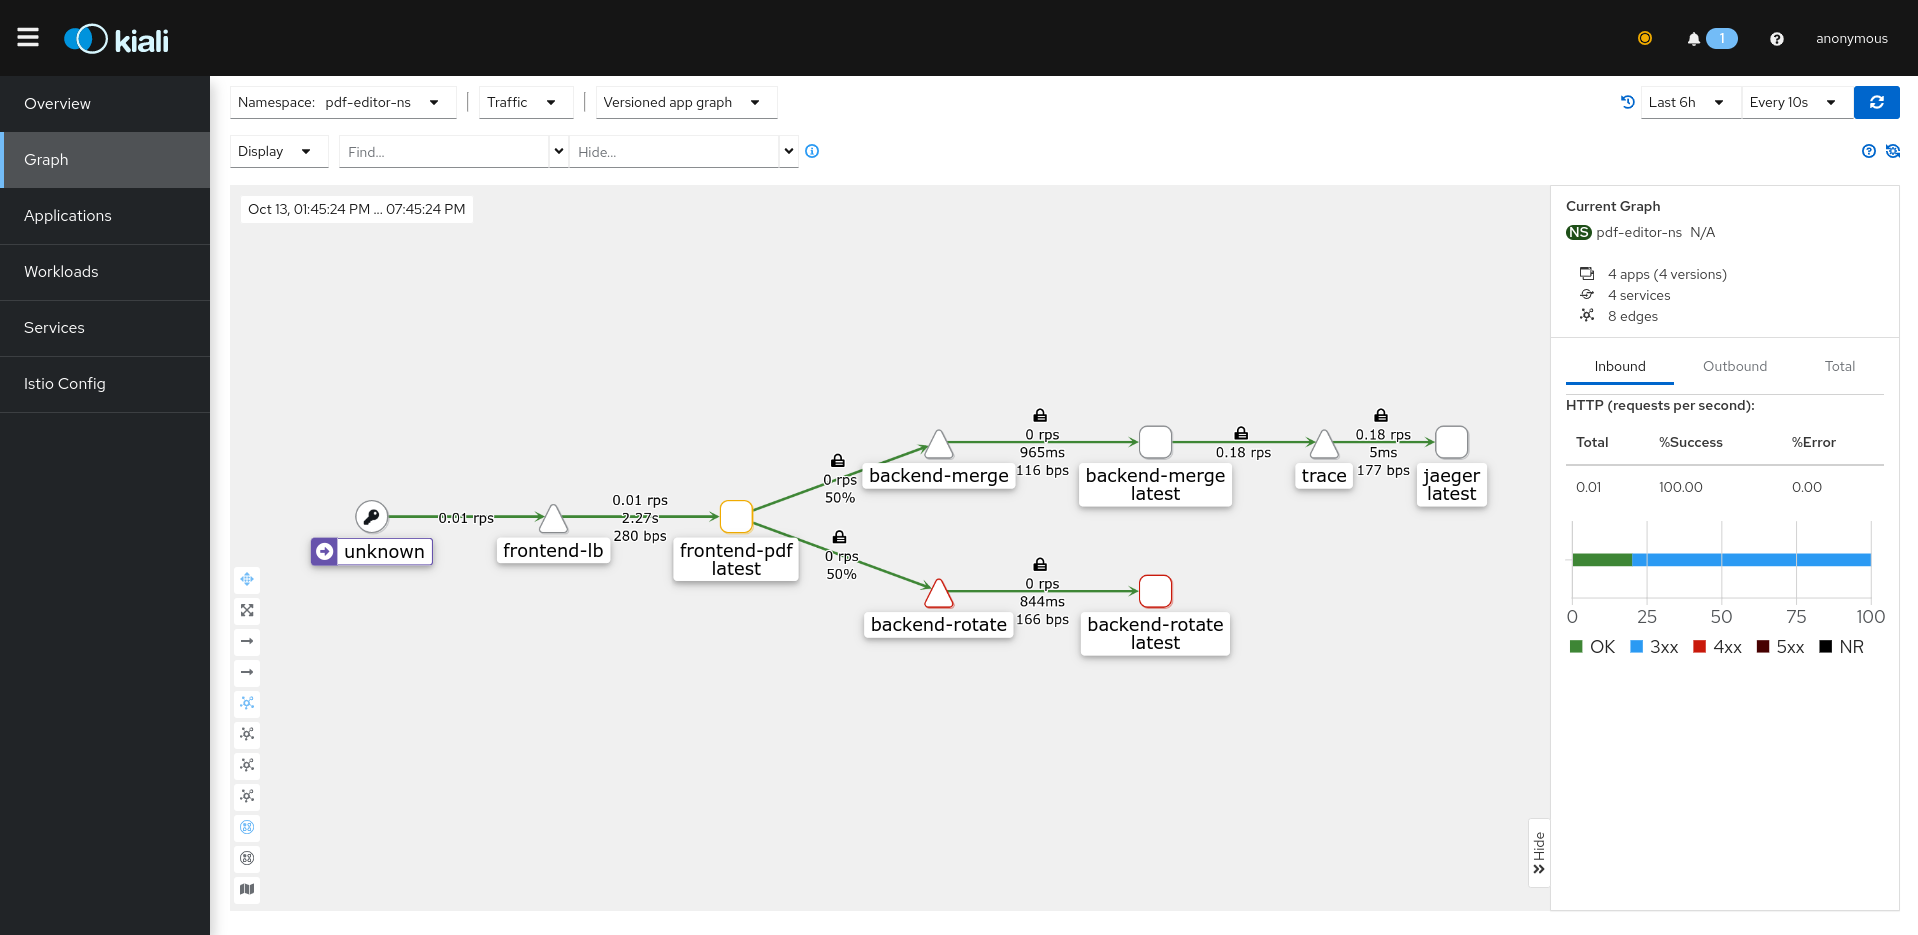 kiali
1
anonymous
Overview
Graph
Applications
Workloads
Services
Istio Config
Namespace: pdf-editor-ns
Traffic
Versioned app graph
Last 6h
Every 10s
Display
Find...
Hide...
Oct 13, 01:45:24 PM ... 07:45:24 PM
unknown
0.01 rps
frontend-lb
0.01 rps
2.27s
280 bps
frontend-pdf
latest
0 rps
50%
backend-merge
0 rps
965ms
116 bps
backend-merge
latest
0.18 rps
trace
0.18 rps
5ms
177 bps
jaeger
latest
0 rps
50%
backend-rotate
0 rps
844ms
166 bps
backend-rotate
latest
Hide
Current Graph
NS pdf-editor-ns N/A
4 apps (4 versions)
4 services
8 edges
Inbound Outbound Total
HTTP (requests per second):
Total %Success %Error
0.01 100.00 0.00
0 25 50 75 100
OK 3xx 4xx 5xx NR